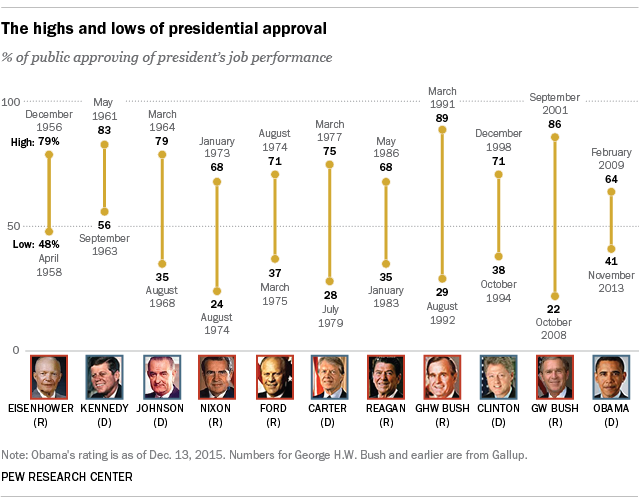 The highs and lows of presidential approval
% of public approving of president's job performance
100
50
0
December
1956
High: 79%
Low: 48%
April
1958
May
1961
83
56
September
1963
March
1964
79
35
August
1968
January
1973
68
24
August
1974
August
1974
71
37
March
1975
March
1977
75
28
July
1979
May
1986
68
35
January
1983
March
1991
89
29
August
1992
December
1998
71
38
October
1994
September
2001
86
22
October
2008
February
2009
64
41
November
2013
EISENHOWER
(R)
KENNEDY
(D)
JOHNSON
(D)
NIXON
(R)
FORD
(R)
CARTER
(D)
REAGAN
(R)
GHW BUSH
(R)
CLINTON
(D)
GW BUSH
(R)
OBAMA
(D)
Note: Obama's rating is as of Dec. 13, 2015. Numbers for George H.W. Bush and earlier are from Gallup.
PEW RESEARCH CENTER